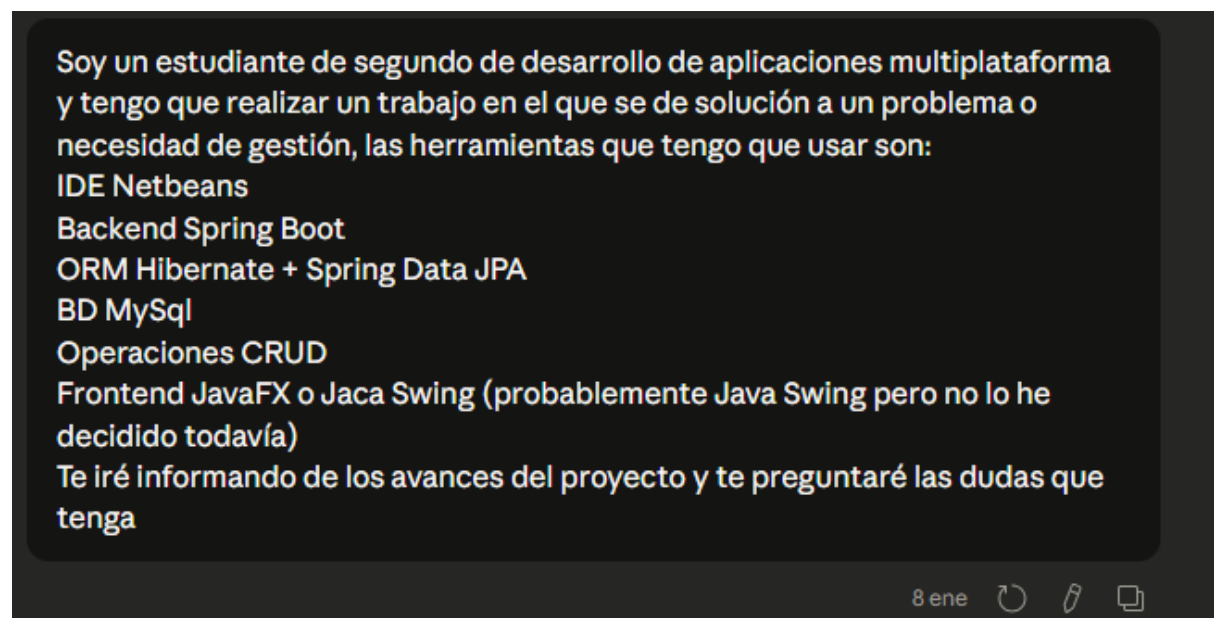 Soy un estudiante de segundo de desarrollo de aplicaciones multiplataforma
y tengo que realizar un trabajo en el que se de solución a un problema o
necesidad de gestión, las herramientas que tengo que usar son:
IDE Netbeans
Backend Spring Boot
ORM Hibernate + Spring Data JPA
BD MySql
Operaciones CRUD
Frontend JavaFX o Jaca Swing (probablemente Java Swing pero no lo he
decidido todavía)
Te iré informando de los avances del proyecto y te preguntaré las dudas que
tenga
8 ene